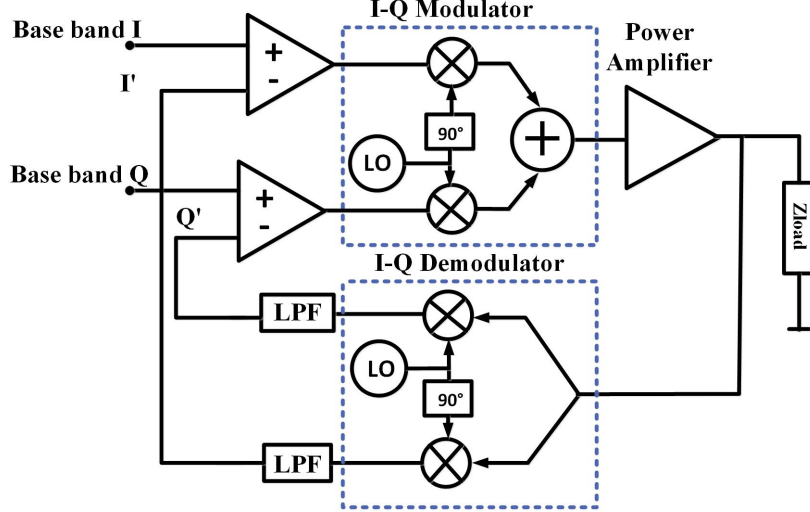 I-Q Modulator
Base band I
Power
Amplifier
+
-
I'
90°
LO
+
Base band Q
Zload
+
-
Q'
I-Q Demodulator
LPF
LO
90°
LPF